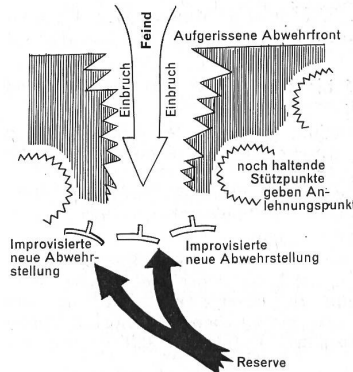 Feind
Aufgerissene Abwehrfront
Einbruch
Einbruch
noch haltende
Stützpunkte
geben An-
lehnungspunkt
Improvisierte
neue Abwehr-
stellung
Improvisierte
neue Abwehrstellung
Reserve